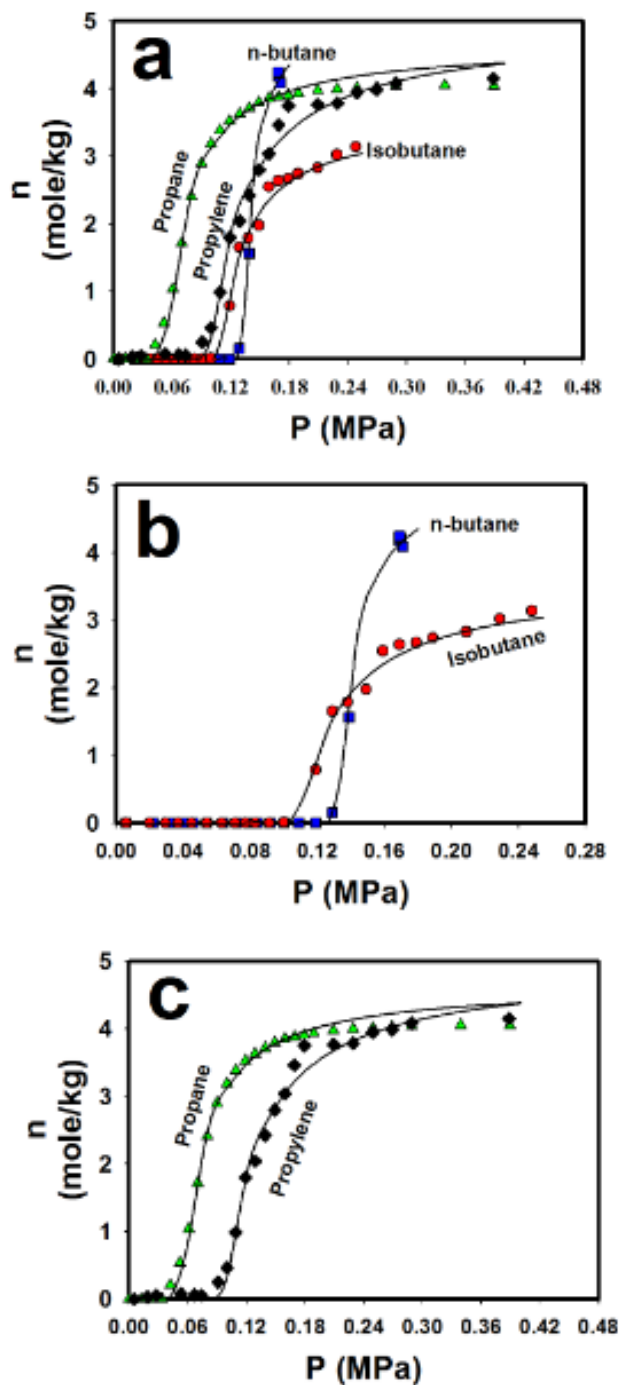 a
n-butane
Isobutane
Propane
Propylene
5
4
3
2
1
0
n
(mole/kg)
0.00 0.06 0.12 0.18 0.24 0.30 0.36 0.42 0.48
P (MPa)
b
n-butane
Isobutane
5
4
3
2
1
0
n
(mole/kg)
0.00 0.04 0.08 0.12 0.16 0.20 0.24 0.28
P (MPa)
c
Propane
Propylene
5
4
3
2
1
0
n
(mole/kg)
0.00 0.06 0.12 0.18 0.24 0.30 0.36 0.42 0.48
P (MPa)